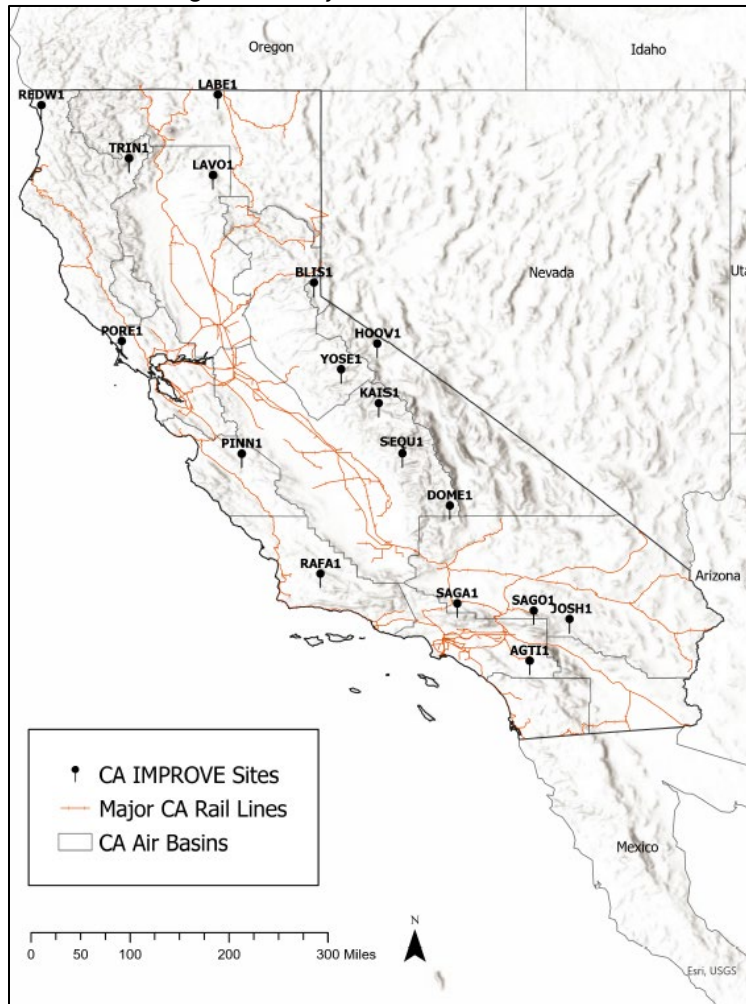 Oregon
Idaho
REDW1
LABE1
TRIN1
LAVO1
Nevada
BLIS1
PORE1
HOOV1
YOSE1
KAIS1
PINN1
SEQU1
DOME1
Arizona
RAFA1
SAGA1
SAGO1
JOSH1
AGTI1
CA IMPROVE Sites
Major CA Rail Lines
CA Air Basins
Mexico
0 50 100 200 300 Miles
N
Esri, USGS